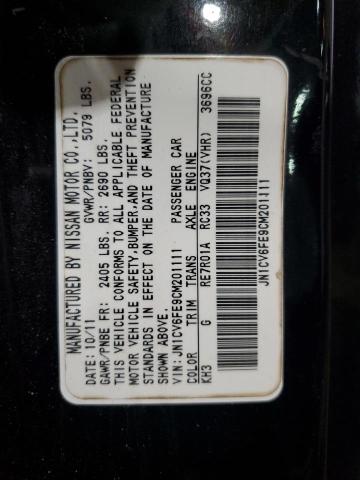 MANUFACTURED BY NISSAN MOTOR CO.,LTD.
10/11 GVWR/PNBV: 5079 LBS.
GAWR/PNBE FR: 2405 LBS. RR: 2690 LBS.
THIS VEHICLE CONFORMS TO ALL APPLICABLE FEDERAL
MOTOR VEHICLE SAFETY,BUMPER,AND THEFT PREVENTION
STANDARDS IN EFFECT ON THE DATE OF MANUFACTURE
SHOWN ABOVE.
VIN: JN1CV6FE9CM201111 PASSENGER CAR
COLOR TRIM TRANS AXLE ENGINE
KH3 G RE7R01A RC33 VQ37(VHR) 3696CC
JN1CV6FE9CM201111